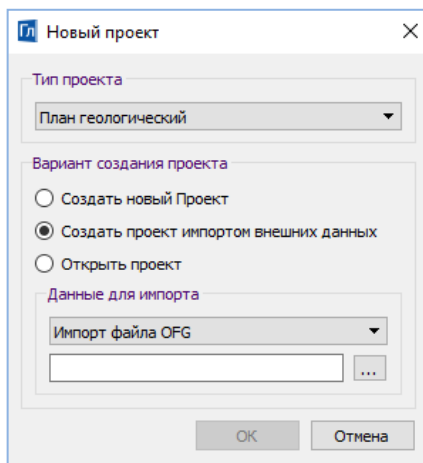 Гл Новый проект
Тип проекта
План геологический
Вариант создания проекта
Создать новый Проект
Создать проект импортом внешних данных
Открыть проект
Данные для импорта
Импорт файла OFG
...
OK Отмена